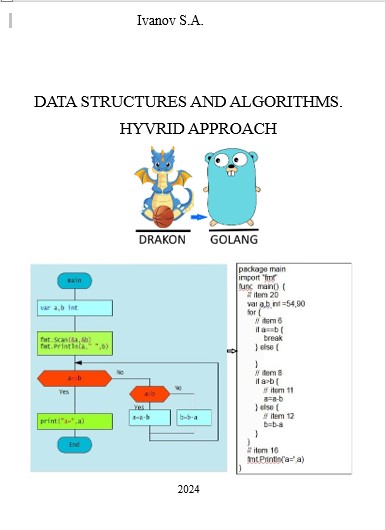 Ivanov S.A.
DATA STRUCTURES AND ALGORITHMS.
HYVRID APPROACH
DRAKON GOLANG
main
var a,b int
fmt.Scan(&a,&b)
fmt.Println(a," ",b)
a==b
No
Yes
a>b
No
Yes
a=a-b
b=b-a
print("a=",a)
End
package main
import "fmt"
func main() {
// item 20
var a,b int =54,90
for {
// item 6
if a==b {
break
} else {
}
// item 8
if a>b {
// item 11
a=a-b
} else {
// item 12
b=b-a
}
}
// item 16
fmt.Println('a=',a)
}
2024